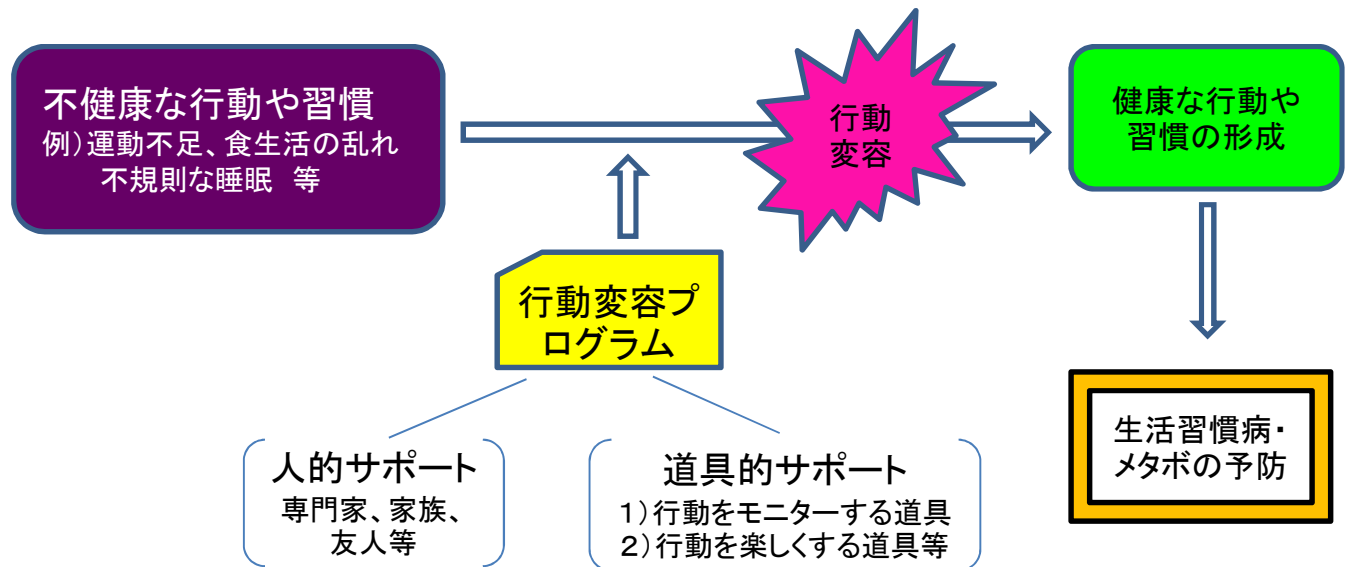 不健康な行動や習慣
例)運動不足、食生活の乱れ
不規則な睡眠 等
行動
変容
健康な行動や
習慣の形成
行動変容プ
ログラム
人的サポート
専門家、家族、
友人等
道具的サポート
1)行動をモニターする道具
2)行動を楽しくする道具等
生活習慣病・
メタボの予防